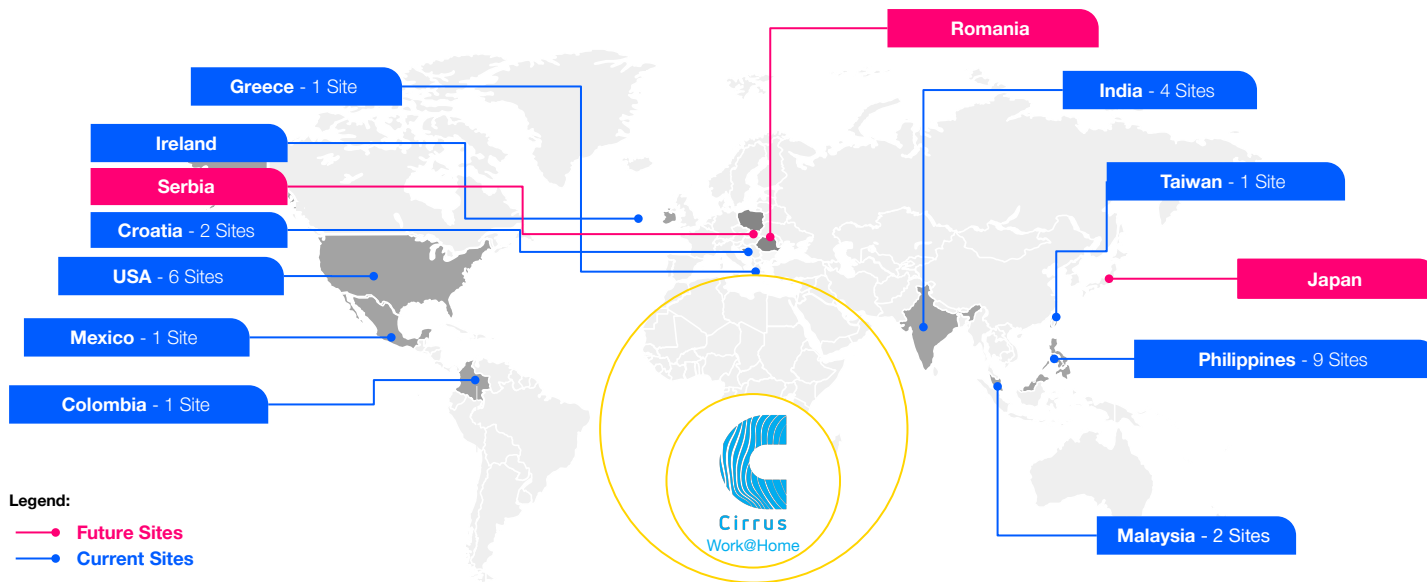 Romania
Greece - 1 Site
India - 4 Sites
Ireland
Taiwan - 1 Site
Serbia
Croatia - 2 Sites
USA - 6 Sites
Japan
Mexico - 1 Site
Philippines - 9 Sites
Colombia - 1 Site
Legend:
Future Sites
Current Sites
Cirrus
Work@Home
Malaysia - 2 Sites